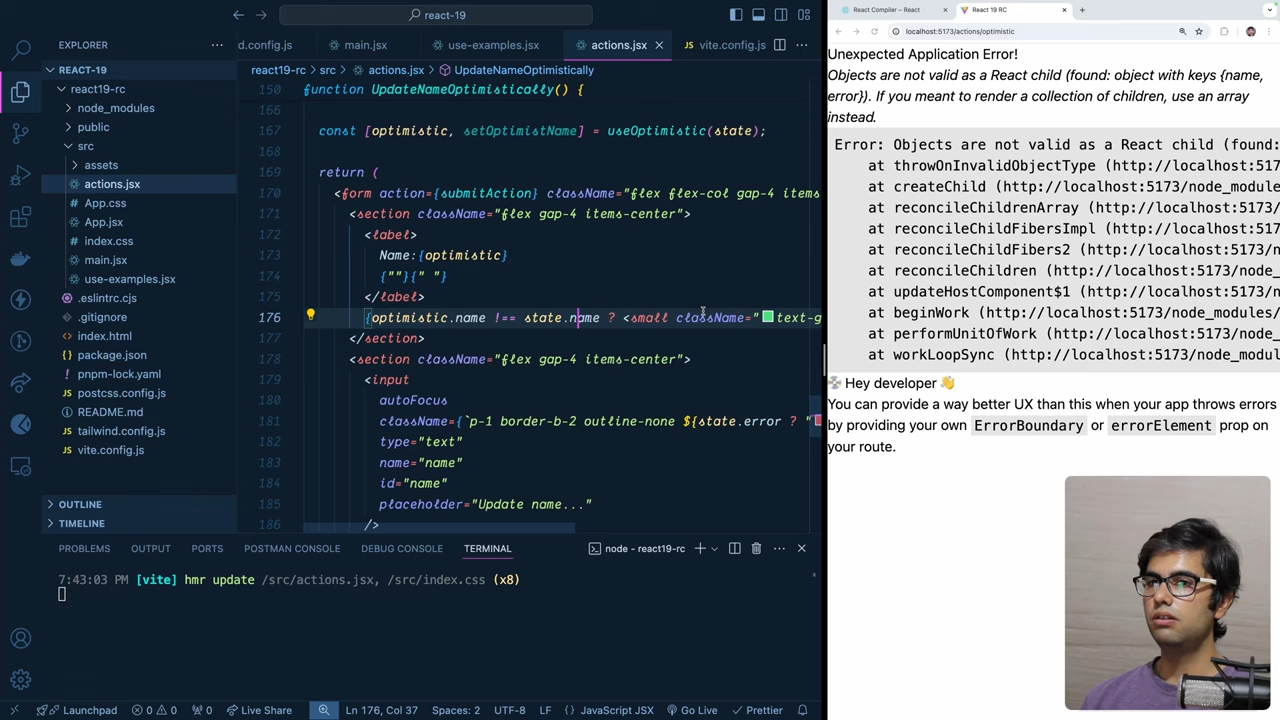 react-19
EXPLORER
REACT-19
react19-rc
node_modules
public
src
assets
actions.jsx
App.css
App.jsx
index.css
main.jsx
use-examples.jsx
.eslintrc.cjs
.gitignore
index.html
package.json
pnpm-lock.yaml
postcss.config.js
README.md
tailwind.config.js
vite.config.js
OUTLINE
TIMELINE
d.config.js
main.jsx
use-examples.jsx
actions.jsx
vite.config.js
react19-rc > src > actions.jsx > UpdateNameOptimistically
150 function UpdateNameOptimistically() {
166
167 const [optimistic, setOptimistName] = useOptimistic(state);
168
169 return (
170 <form action={submitAction} className="flex flex-col gap-4 items
171 <section className="flex gap-4 items-center">
172 <label>
173 Name:{optimistic}
174 {""}{" "}
175 </label>
176 {optimistic.name !== state.name ? <small className="text-g
177 </section>
178 <section className="flex gap-4 items-center">
179 <input
180 autoFocus
181 className={`p-1 border-b-2 outline-none ${state.error ? "
182 type="text"
183 name="name"
184 id="name"
185 placeholder="Update name..."
186 />
PROBLEMS OUTPUT PORTS POSTMAN CONSOLE DEBUG CONSOLE TERMINAL
node - react19-rc
7:43:03 PM [vite] hmr update /src/actions.jsx, /src/index.css (x8)
Launchpad 0 0 0 Live Share Ln 176, Col 37 Spaces: 2 UTF-8 LF {} JavaScript JSX Go Live Prettier
React Compiler – React
React 19 RC
localhost:5173/actions/optimistic
Unexpected Application Error!
Objects are not valid as a React child (found: object with keys {name,
error}). If you meant to render a collection of children, use an array
instead.
Error: Objects are not valid as a React child (found:
at throwOnInvalidObjectType (http://localhost:517
at createChild (http://localhost:5173/node_modules
at reconcileChildrenArray (http://localhost:5173/
at reconcileChildFibersImpl (http://localhost:517
at reconcileChildFibers2 (http://localhost:5173/n
at reconcileChildren (http://localhost:5173/node_
at updateHostComponent$1 (http://localhost:5173/n
at beginWork (http://localhost:5173/node_modules/
at performUnitOfWork (http://localhost:5173/node_
at workLoopSync (http://localhost:5173/node_modul
💿 Hey developer 👋
You can provide a way better UX than this when your app throws errors
by providing your own ErrorBoundary or errorElement prop on
your route.